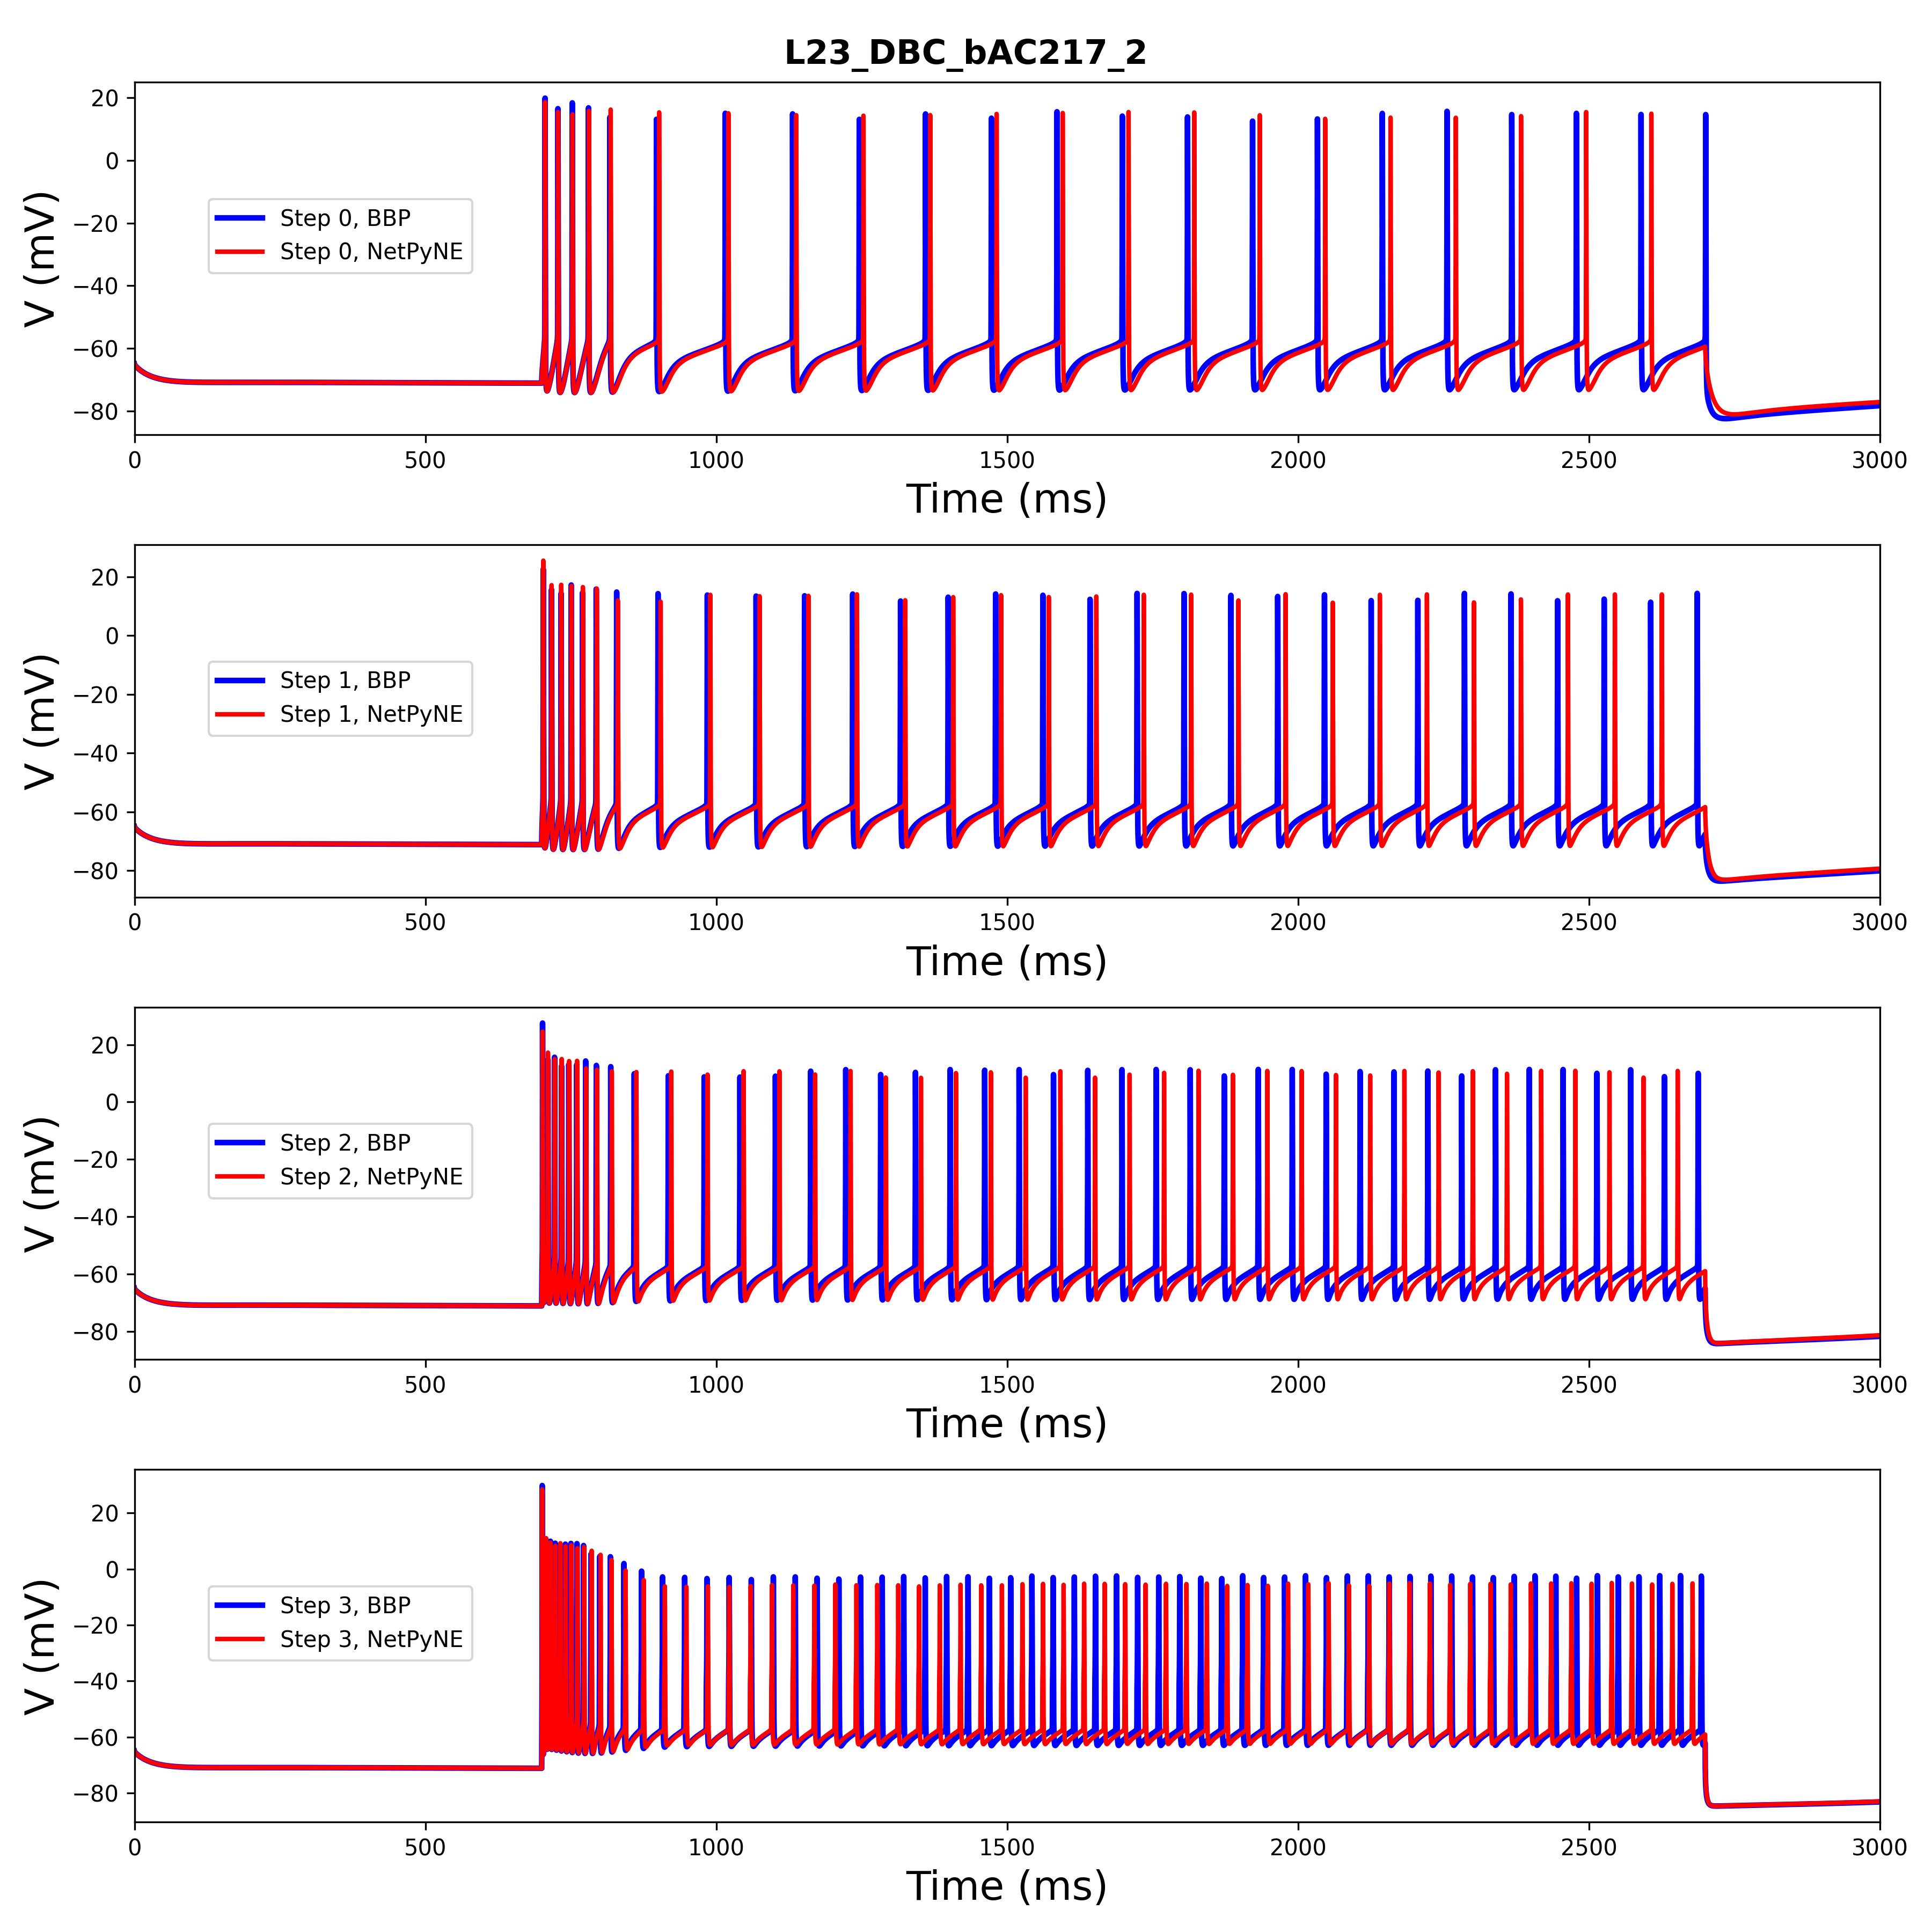 L23_DBC_bAC217_2
20
0
−20
−40
−60
−80
V (mV)
Step 0, BBP
Step 0, NetPyNE
0 500 1000 1500 2000 2500 3000
Time (ms)
20
0
−20
−40
−60
−80
V (mV)
Step 1, BBP
Step 1, NetPyNE
0 500 1000 1500 2000 2500 3000
Time (ms)
20
0
−20
−40
−60
−80
V (mV)
Step 2, BBP
Step 2, NetPyNE
0 500 1000 1500 2000 2500 3000
Time (ms)
20
0
−20
−40
−60
−80
V (mV)
Step 3, BBP
Step 3, NetPyNE
0 500 1000 1500 2000 2500 3000
Time (ms)